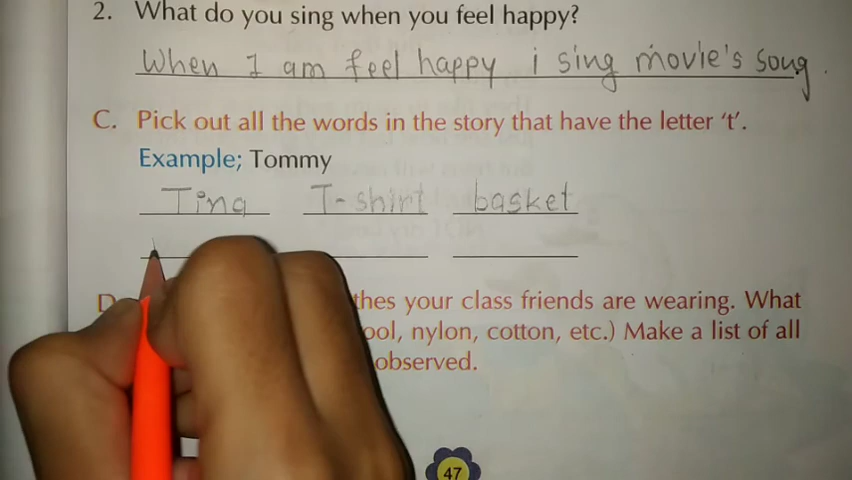 2. What do you sing when you feel happy?
When I am feel happy i sing movie's song.
C. Pick out all the words in the story that have the letter 't'.
Example; Tommy
Tina T-shirt basket
D. thes your class friends are wearing. What
ool, nylon, cotton, etc.) Make a list of all
observed.
47